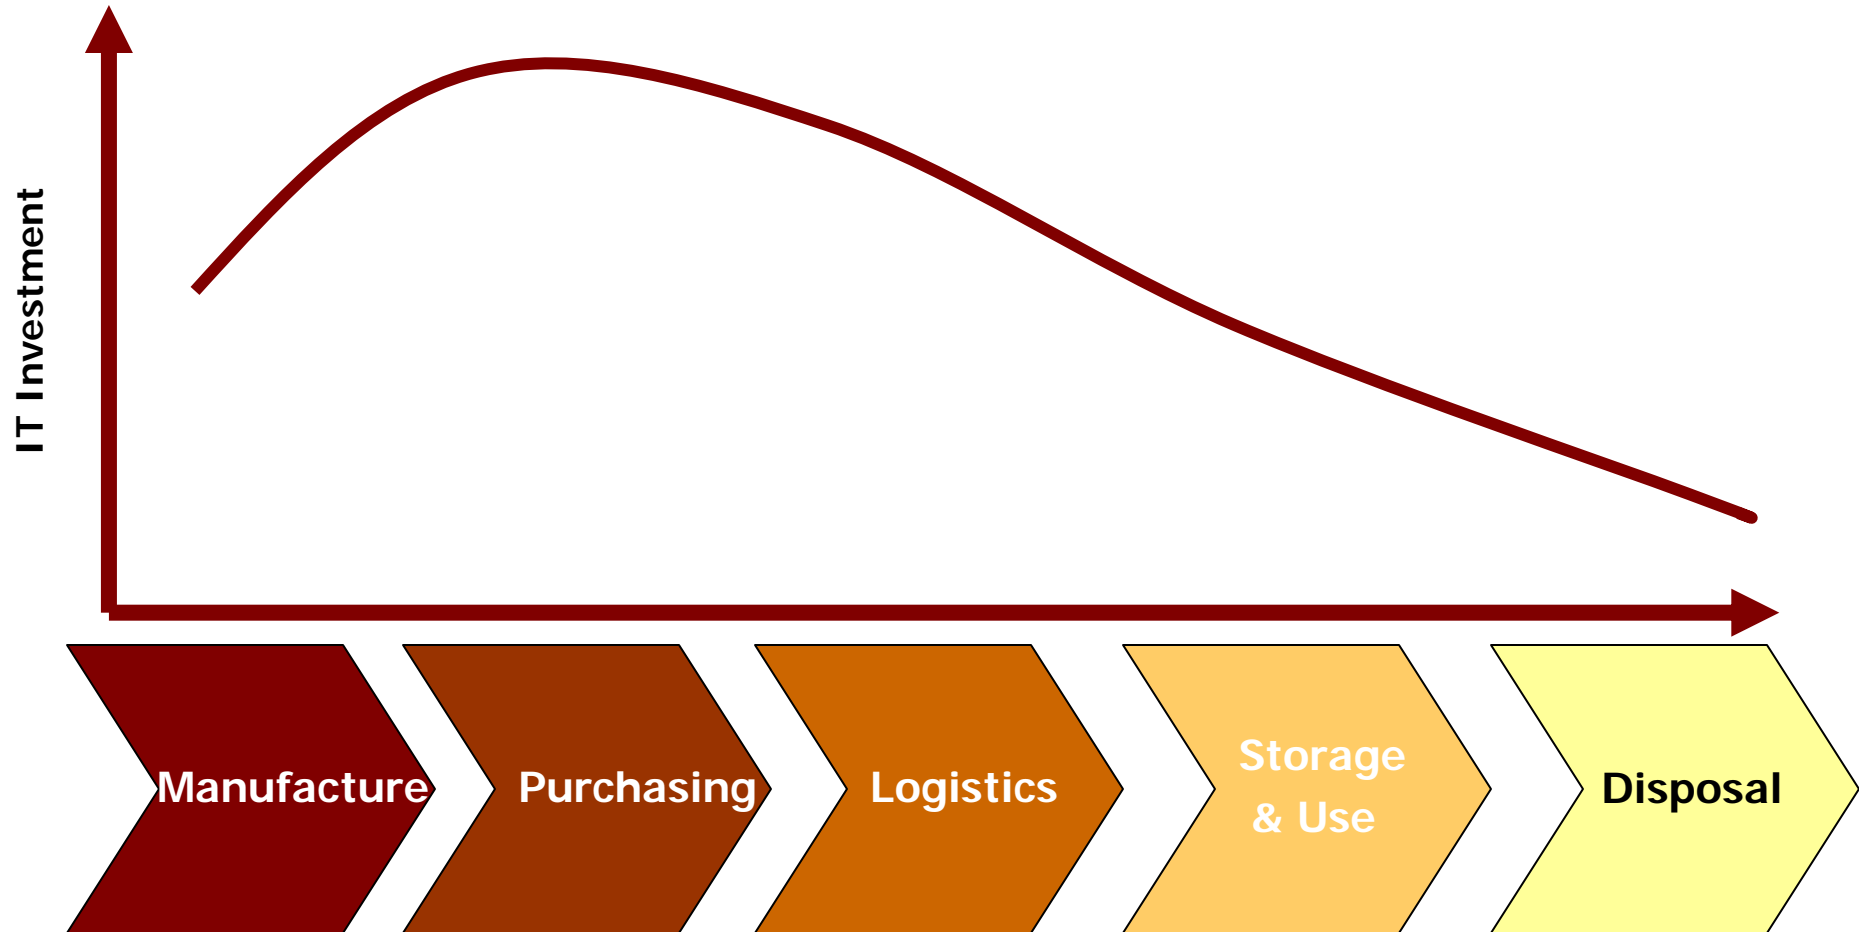 IT Investment
Manufacture
Purchasing
Logistics
Storage
& Use
Disposal